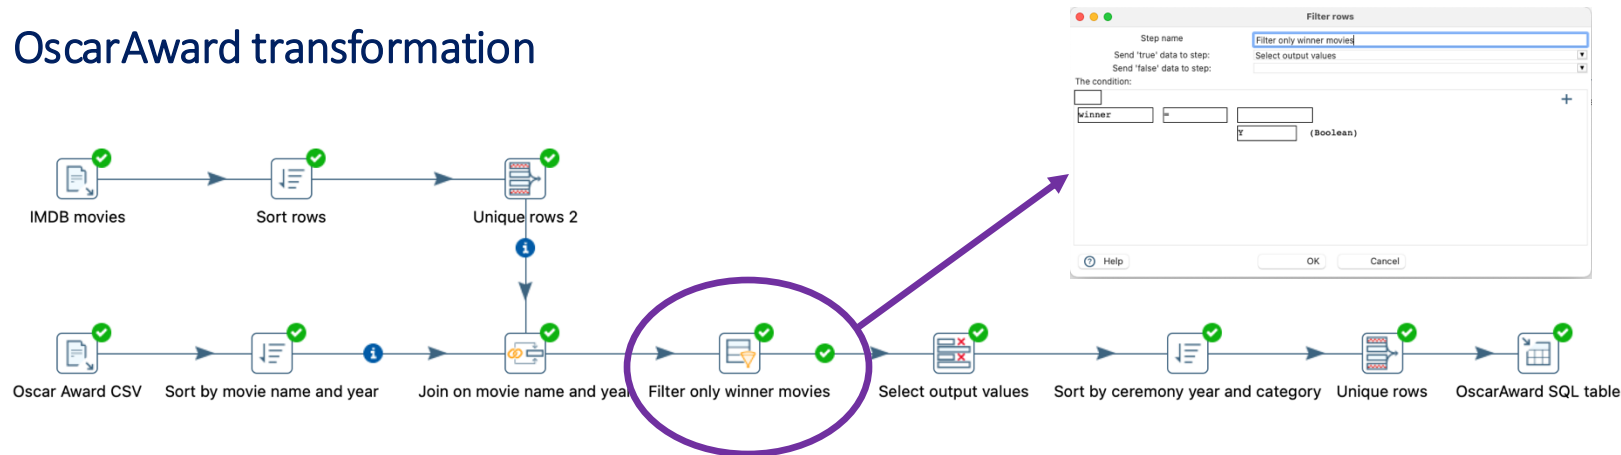 OscarAward transformation
Filter rows
Step name
Filter only winner movies
Send 'true' data to step:
Select output values
Send 'false' data to step:
The condition:
+
winner
=
Y
(Boolean)
Help
OK
Cancel
IMDB movies
Sort rows
Unique rows 2
Oscar Award CSV
Sort by movie name and year
Join on movie name and year
Filter only winner movies
Select output values
Sort by ceremony year and category
Unique rows
OscarAward SQL table